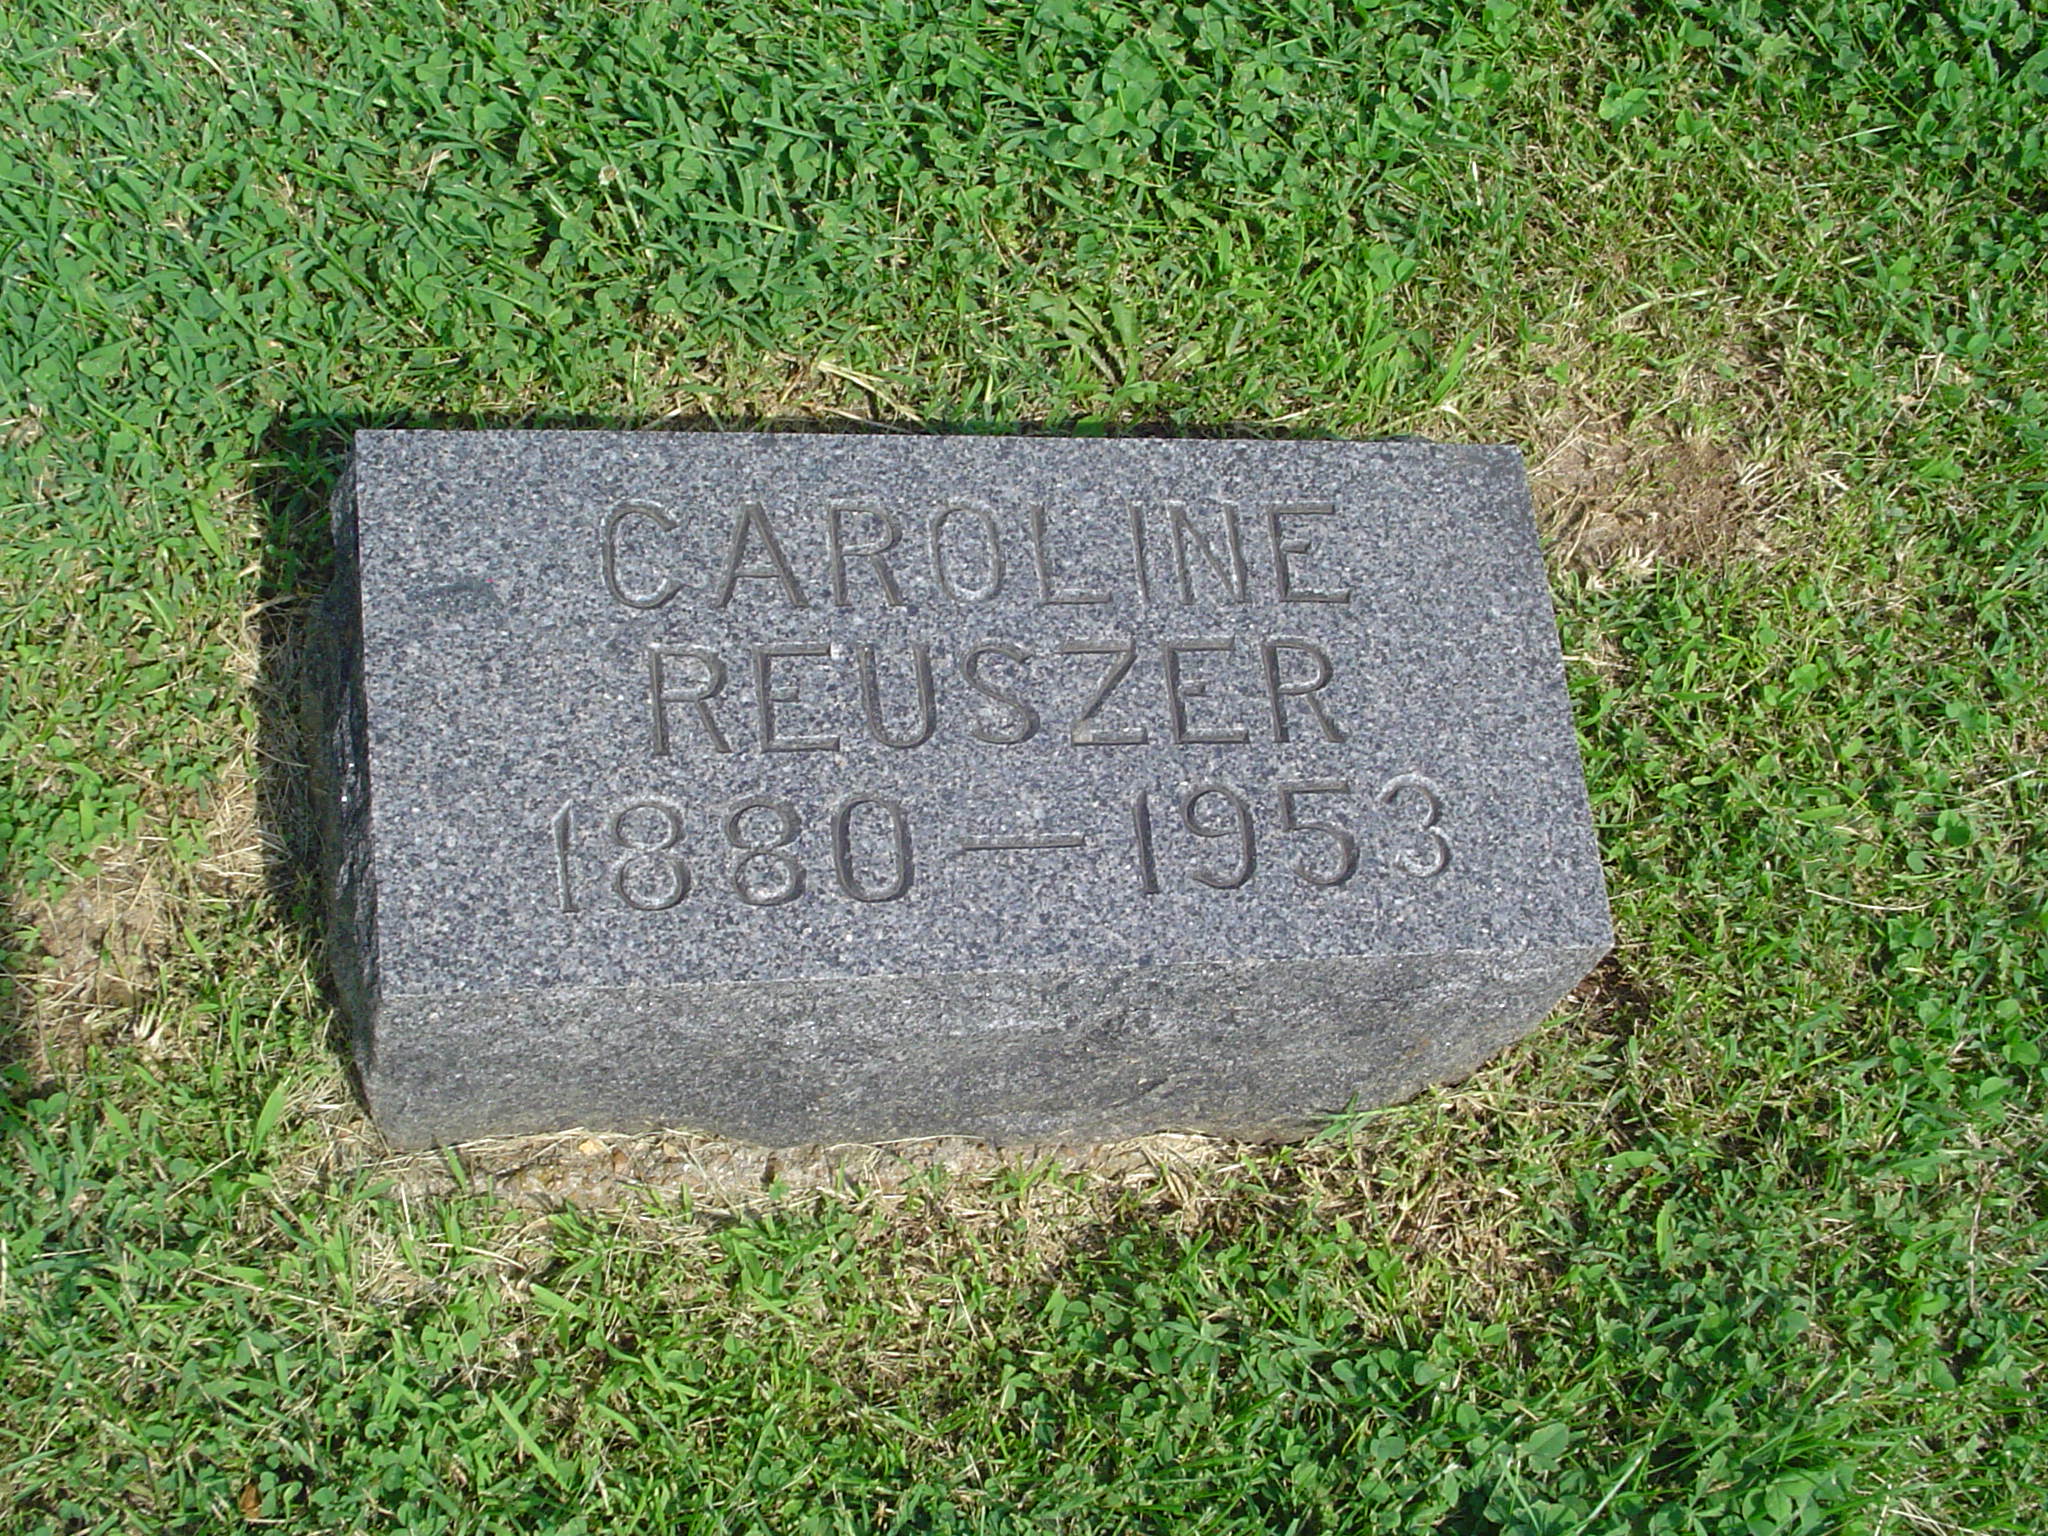 CAROLINE
REUSZER
1880 — 1953